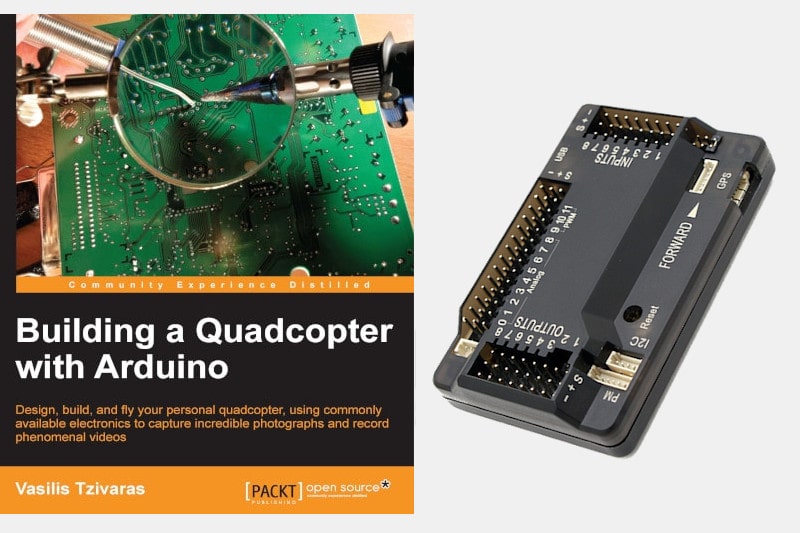 Community Experience Distilled
Building a Quadcopter
with Arduino
Design, build, and fly your personal quadcopter, using commonly
available electronics to capture incredible photographs and record
phenomenal videos
Vasilis Tzivaras
[PACKT]
PUBLISHING
open source*
community experience distilled
S + -
INPUTS
1 2 3 4 5 6 7 8
USB
- + S
GPS
FORWARD
0 1 2 3 4 5 6 7 8 9 10 11
Analog
PWM
OUTPUTS
1 2 3 4 5 6 7 8
Reset
I2C
PM
- + S